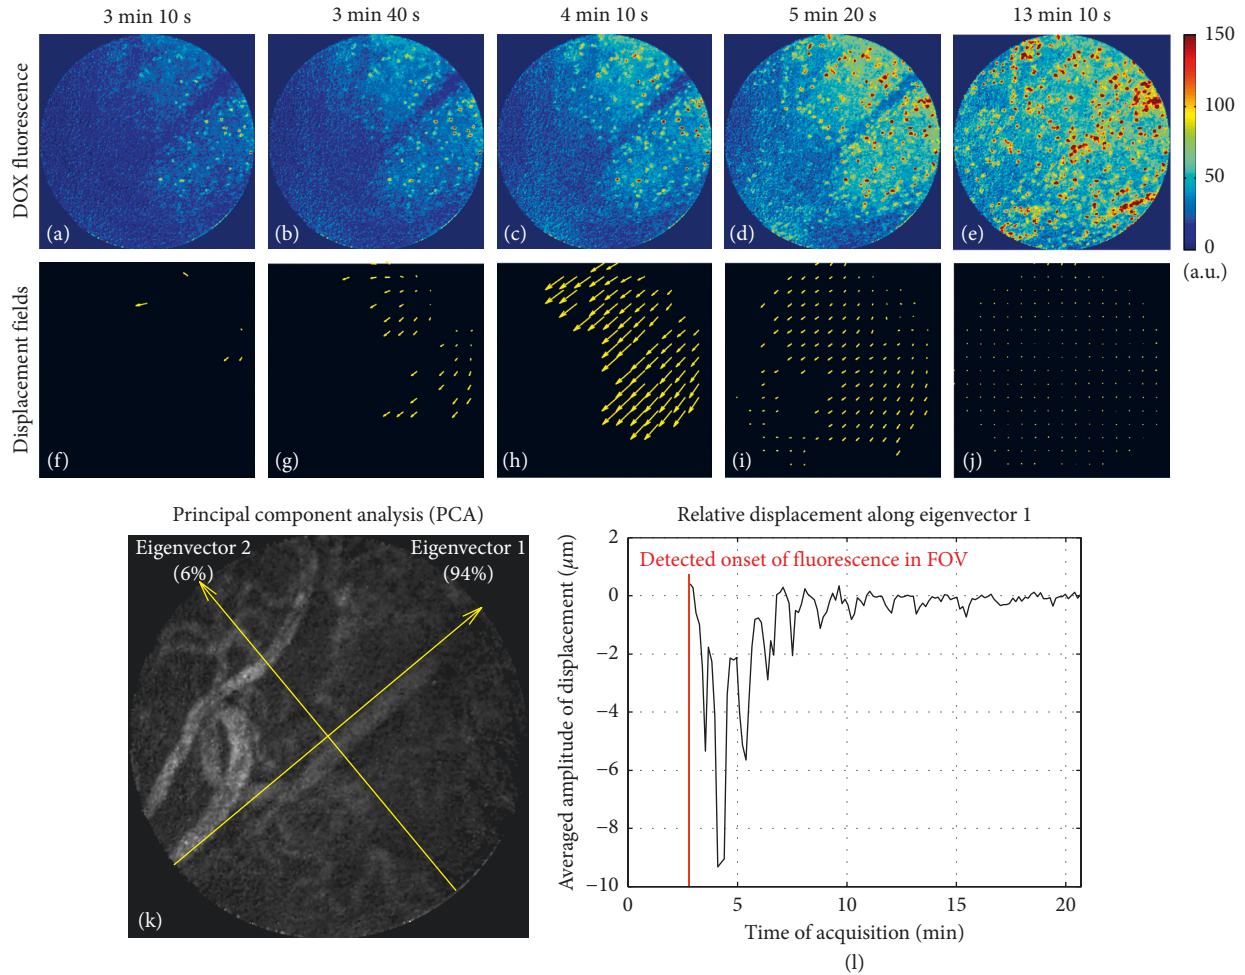 3 min 10 s
3 min 40 s
4 min 10 s
5 min 20 s
13 min 10 s
DOX fluorescence
(a)
(b)
(c)
(d)
(e)
150
100
50
0
(a.u.)
Displacement fields
(f)
(g)
(h)
(i)
(j)
Principal component analysis (PCA)
Eigenvector 2
(6%)
Eigenvector 1
(94%)
(k)
Relative displacement along eigenvector 1
Detected onset of fluorescence in FOV
Averaged amplitude of displacement (μm)
2
0
−2
−4
−6
−8
−10
0
5
10
15
20
Time of acquisition (min)
(l)